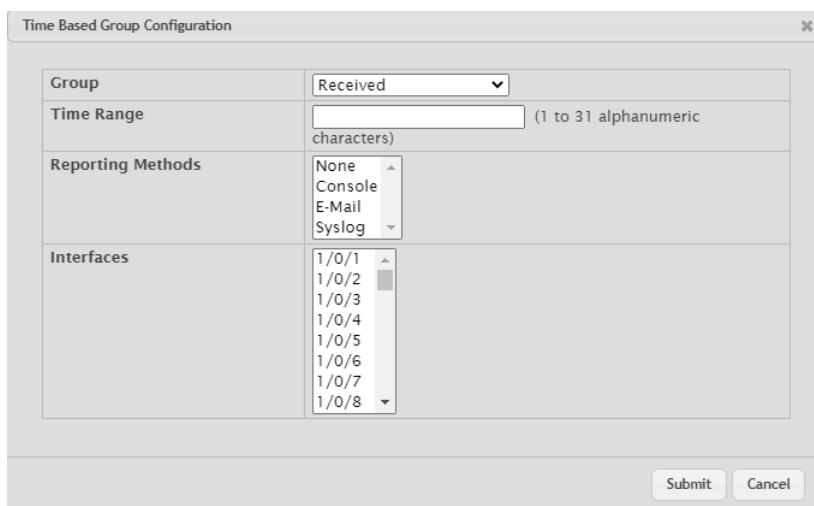 Time Based Group Configuration
Group
Received
Time Range
(1 to 31 alphanumeric
characters)
Reporting Methods
None
Console
E-Mail
Syslog
Interfaces
1/0/1
1/0/2
1/0/3
1/0/4
1/0/5
1/0/6
1/0/7
1/0/8
Submit Cancel